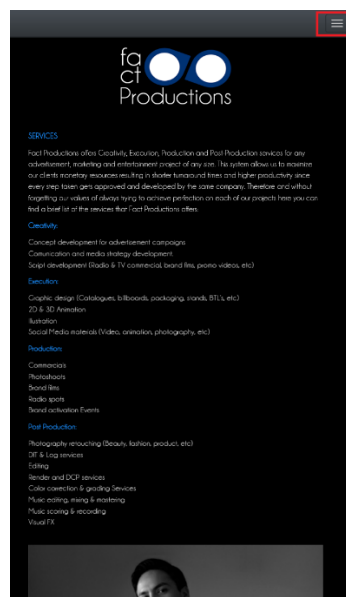 fa
ct
Productions
SERVICES
Fact Productions offers Creativity, Execution, Production and Post Production services for any
advertisement, marketing and entertainment project of any size. This system allows us to maximize
our clients monetary resources resulting in shorter turnaround times and higher productivity since
every step taken gets approved and developed by the same company. Therefore and without
forgetting our values of always trying to achieve perfection on each of our projects here you can
find a brief list of the services that Fact Productions offers.
Creativity:
Concept development for advertisement campaigns
Comunication and media strategy development
Script development (Radio & TV commercial, brand films, promo videos, etc)
Execution:
Graphic design (Catalogues, billboards, packaging, stands, BTL's, etc)
2D & 3D Animation
Illustration
Social Media materials (Video, animation, photography, etc)
Production:
Commercials
Photoshoots
Brand films
Radio spots
Brand activation Events
Post Production:
Photography retouching (Beauty, fashion, product, etc)
DIT & Log services
Editing
Render and DCP services
Color correction & grading Services
Music editing, mixing & mastering
Music scoring & recording
Visual FX